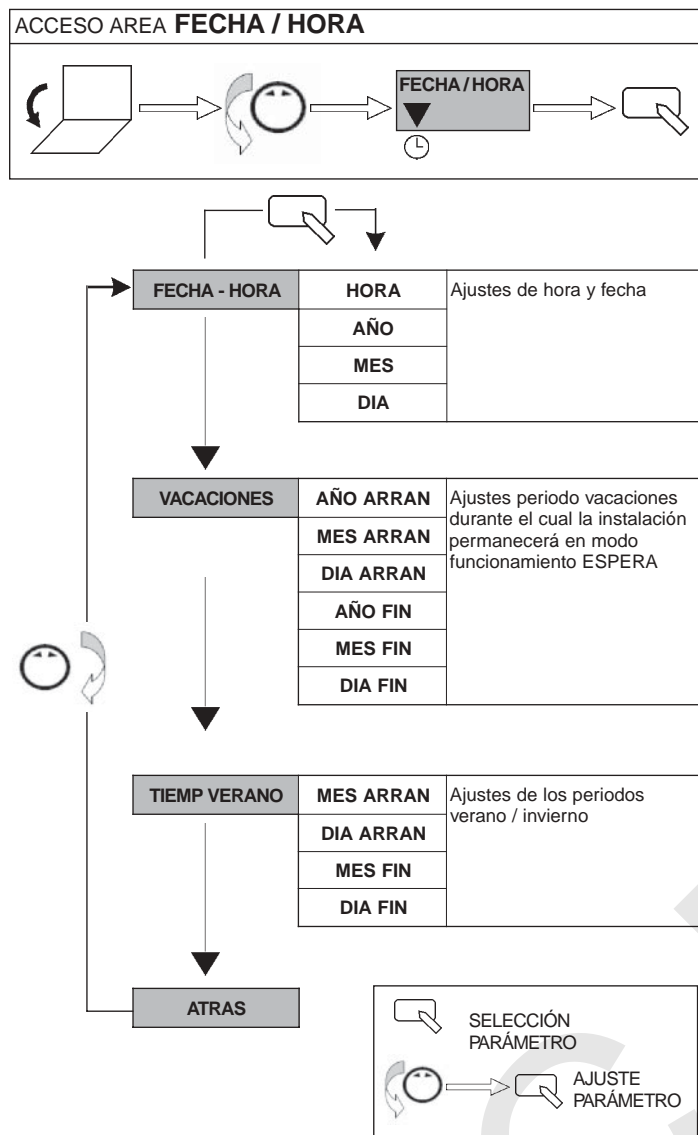 ACCESO AREA FECHA / HORA
FECHA / HORA
FECHA - HORA
HORA
Ajustes de hora y fecha
AÑO
MES
DIA
VACACIONES
AÑO ARRAN
Ajustes periodo vacaciones
durante el cual la instalación
permanecerá en modo
funcionamiento ESPERA
MES ARRAN
DIA ARRAN
AÑO FIN
MES FIN
DIA FIN
TIEMP VERANO
MES ARRAN
Ajustes de los periodos
verano / invierno
DIA ARRAN
MES FIN
DIA FIN
ATRAS
SELECCIÓN
PARÁMETRO
AJUSTE
PARÁMETRO